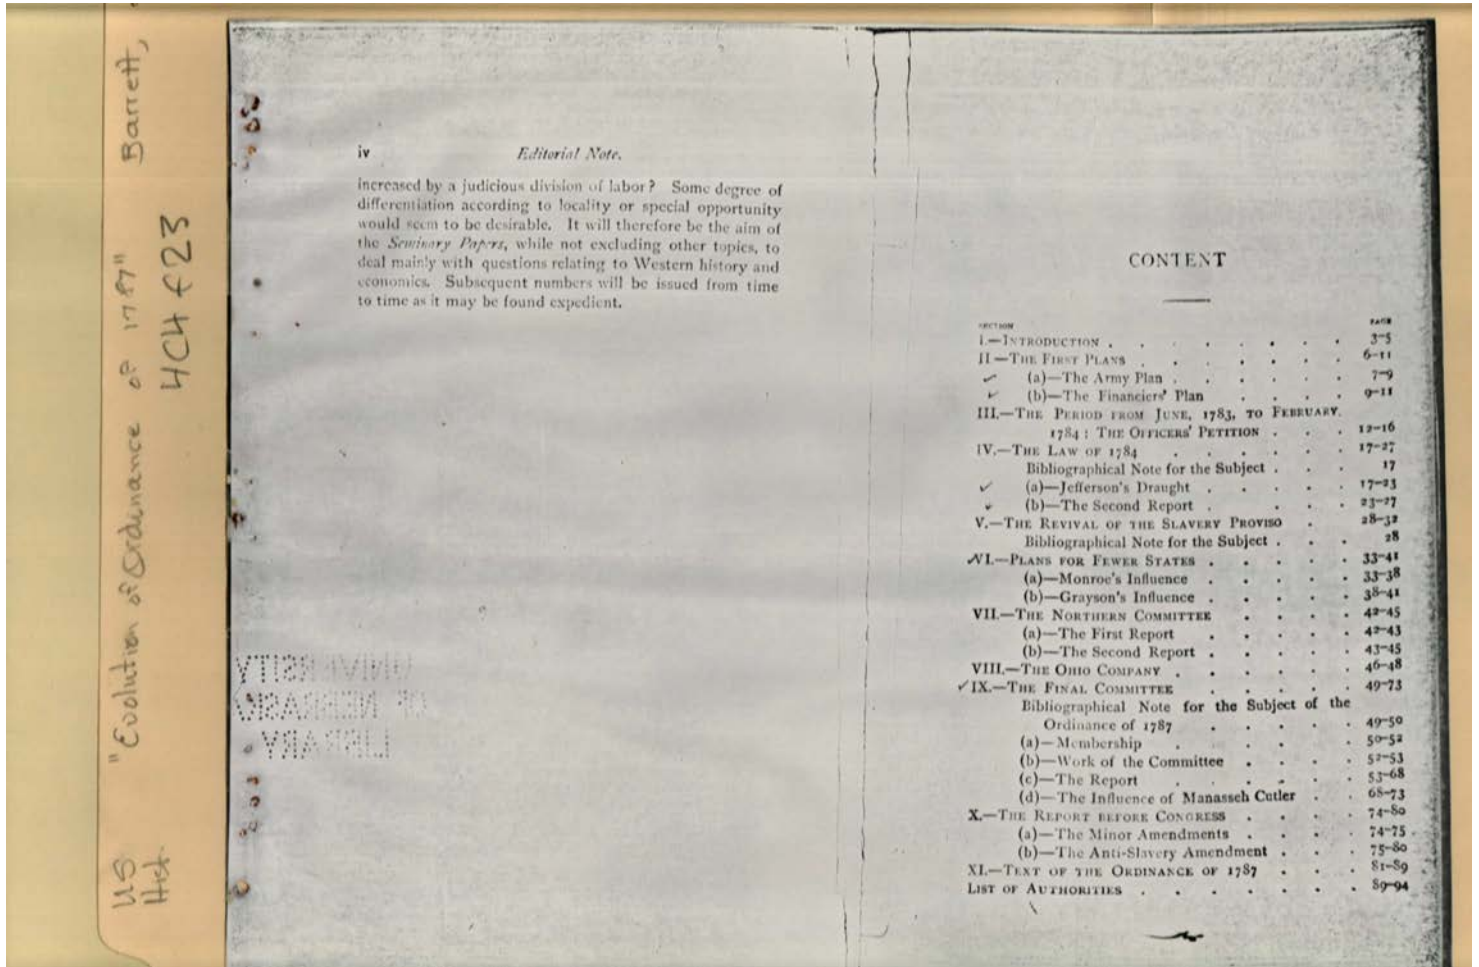 US Hist. "Evolution of Ordinance of 1787" Barrett,
4C4 f23
iv Editorial Note.
increased by a judicious division of labor? Some degree of
differentiation according to locality or special opportunity
would seem to be desirable. It will therefore be the aim of
the Seminary Papers, while not excluding other topics, to
deal mainly with questions relating to Western history and
economics. Subsequent numbers will be issued from time
to time as it may be found expedient.
UNIVERSITY
OF NEBRASKA
LIBRARY
CONTENT
SECTION PAGE
I.—INTRODUCTION . . . . . . . . 3-5
II—THE FIRST PLANS . . . . . . . 6-11
✓ (a)—The Army Plan . . . . . . 7-9
✓ (b)—The Financiers' Plan . . . . 9-11
III.—THE PERIOD FROM JUNE, 1783, TO FEBRUARY,
1784: THE OFFICERS' PETITION . . . 12-16
IV.—THE LAW OF 1784 . . . . . . 17-27
Bibliographical Note for the Subject . . . 17
✓ (a)—Jefferson's Draught . . . . . 17-23
✓ (b)—The Second Report . . . . 23-27
V.—THE REVIVAL OF THE SLAVERY PROVISO . . 28-32
Bibliographical Note for the Subject . . . 28
✓VI.—PLANS FOR FEWER STATES . . . . . 33-41
(a)—Monroe's Influence . . . . . 33-38
(b)—Grayson's Influence . . . . . 38-41
VII.—THE NORTHERN COMMITTEE . . . . 42-45
(a)—The First Report . . . . . 42-43
(b)—The Second Report . . . . . 43-45
VIII.—THE OHIO COMPANY . . . . . . 46-48
✓IX.—THE FINAL COMMITTEE . . . . . 49-73
Bibliographical Note for the Subject of the
Ordinance of 1787 . . . . . 49-50
(a)—Membership . . . . . 50-52
(b)—Work of the Committee . . . . 52-53
(c)—The Report . . . . . . 53-68
(d)—The Influence of Manasseh Cutler . . 68-73
X.—THE REPORT BEFORE CONGRESS . . . . 74-80
(a)—The Minor Amendments . . . . 74-75
(b)—The Anti-Slavery Amendment . . . 75-80
XI.—TEXT OF THE ORDINANCE OF 1787 . . . 81-89
LIST OF AUTHORITIES . . . . . . . 89-94